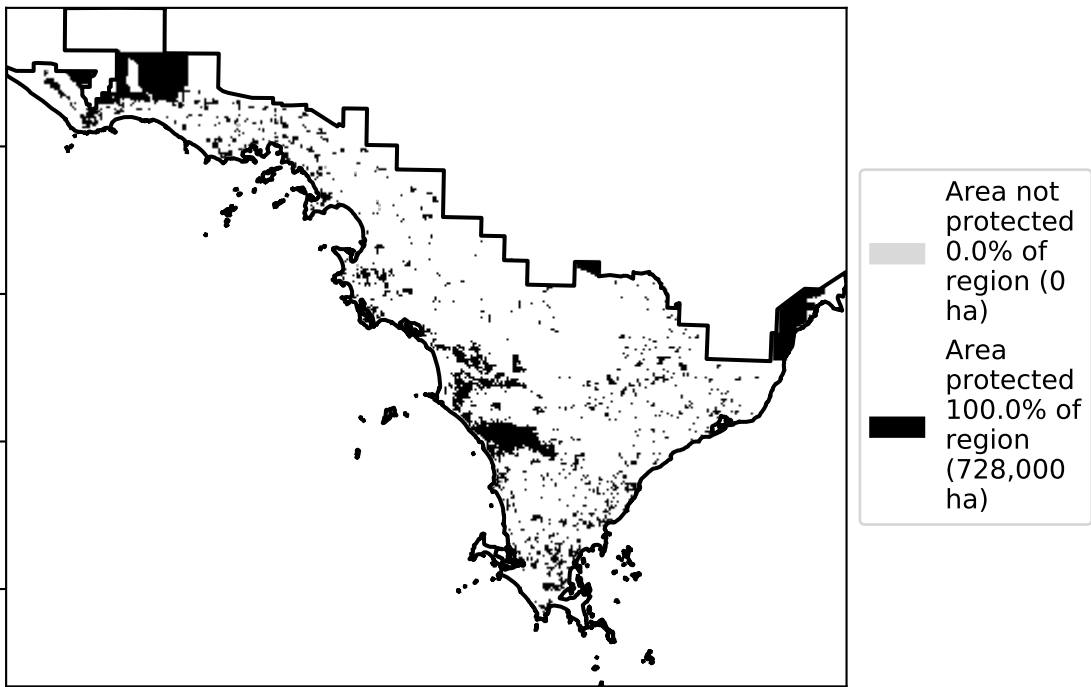 Area not
protected
0.0% of
region (0
ha)
Area
protected
100.0% of
region
(728,000
ha)